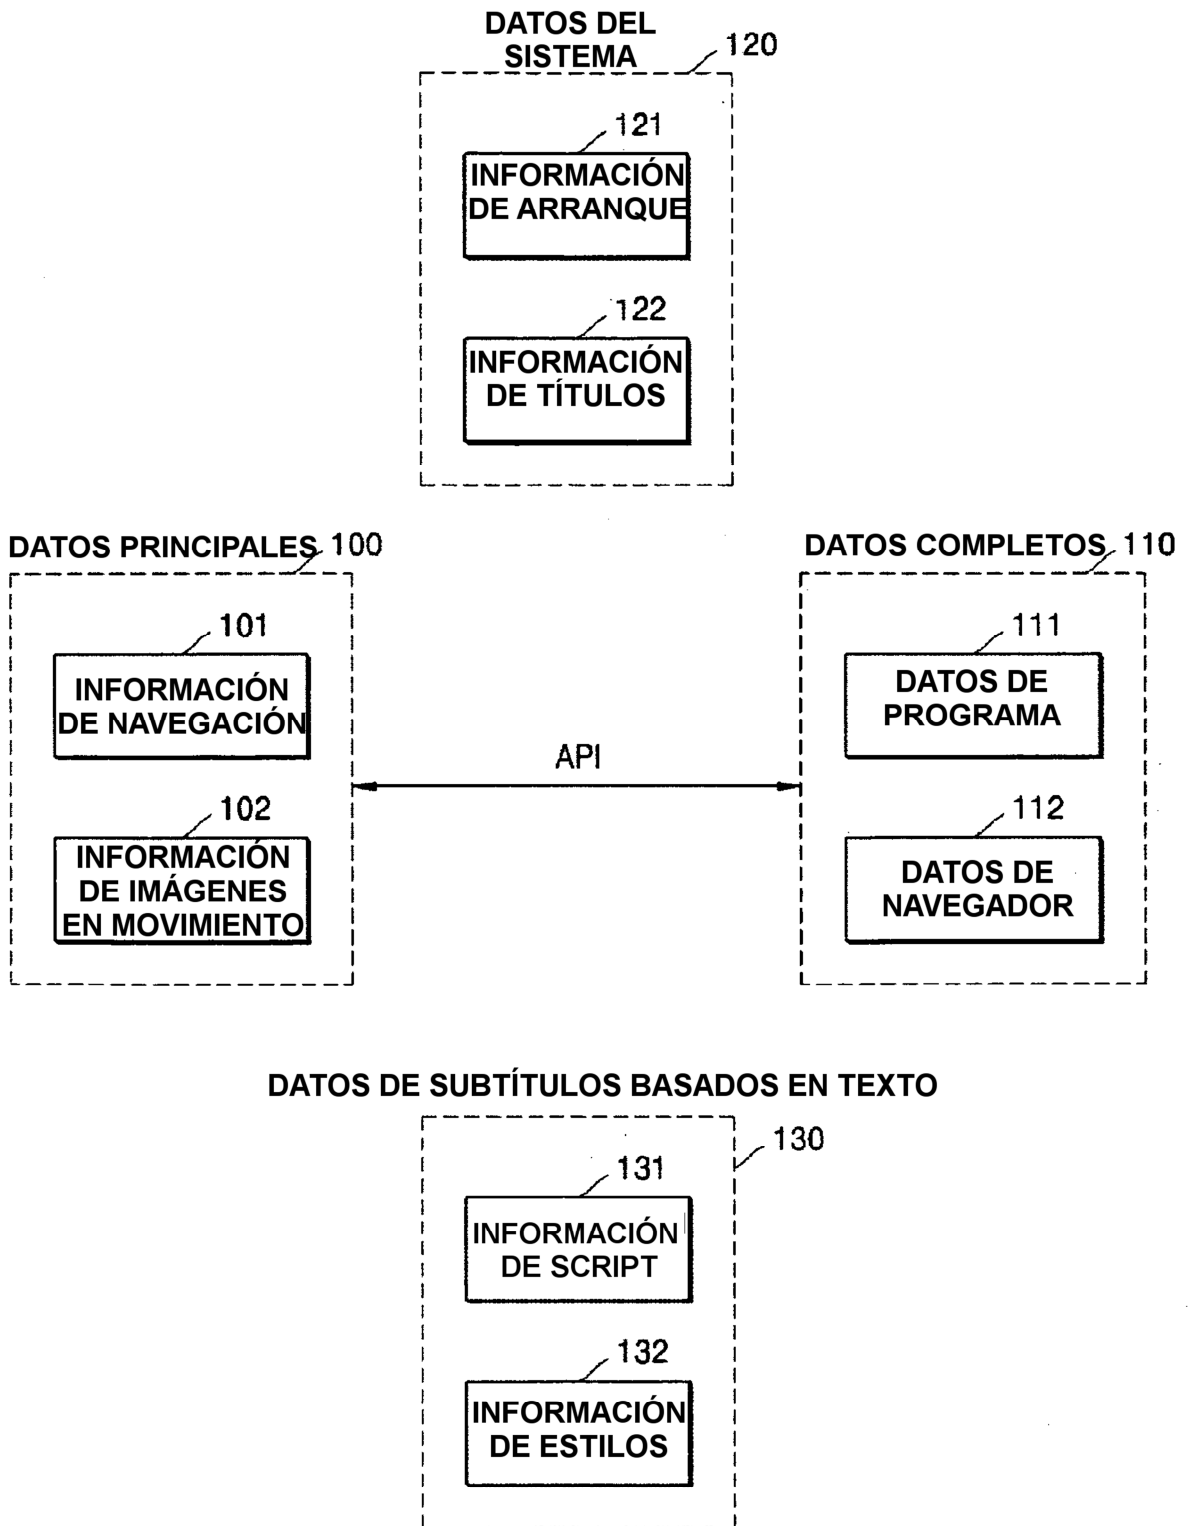 DATOS DEL
SISTEMA
120
121
INFORMACIÓN
DE ARRANQUE
122
INFORMACIÓN
DE TÍTULOS
DATOS PRINCIPALES 100
101
INFORMACIÓN
DE NAVEGACIÓN
102
INFORMACIÓN
DE IMÁGENES
EN MOVIMIENTO
API
DATOS COMPLETOS 110
111
DATOS DE
PROGRAMA
112
DATOS DE
NAVEGADOR
DATOS DE SUBTÍTULOS BASADOS EN TEXTO
130
131
INFORMACIÓN
DE SCRIPT
132
INFORMACIÓN
DE ESTILOS